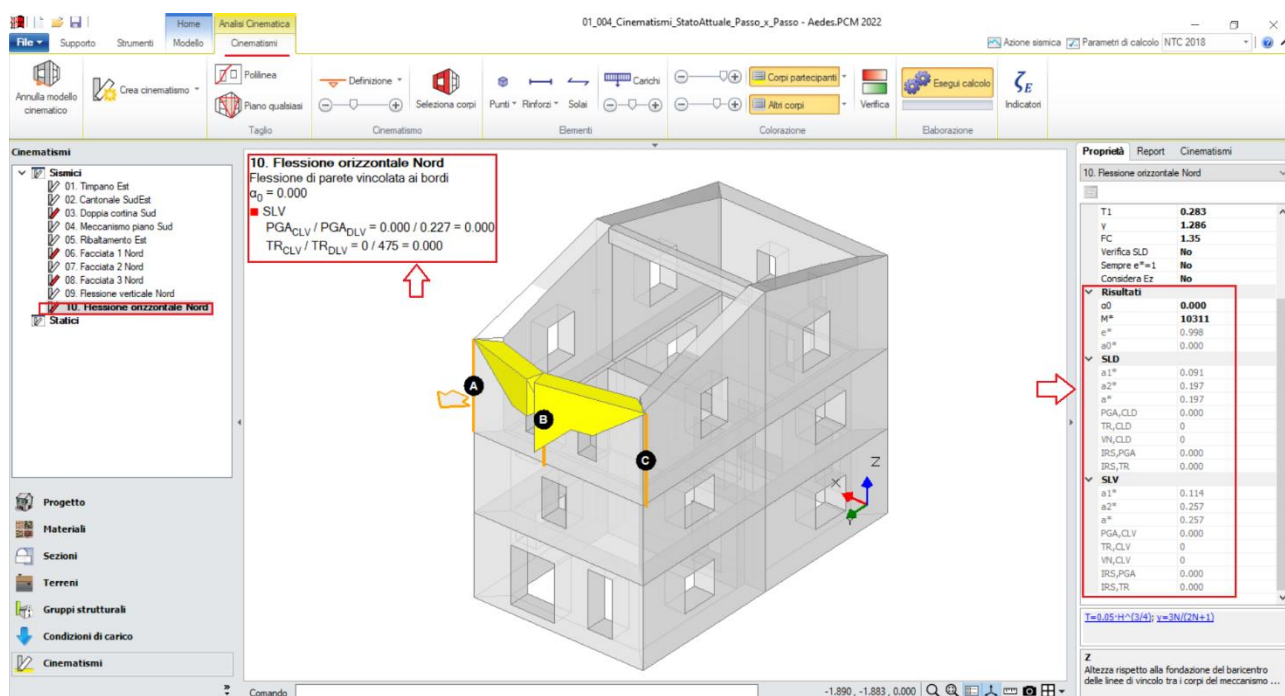 01_004_Cinematismi_StatoAttuale_Passo_x_Passo - Aedes.PCM 2022
Home
Analisi Cinematica
File
Supporto
Strumenti
Modello
Cinematismi
Azione sismica
Parametri di calcolo
NTC 2018
Annulla modello cinematico
Crea cinematismo
Polilinea
Piano qualsiasi
Taglio
Definizione
Seleziona corpi
Cinematismo
Punti
Rinforzi
Solai
Carichi
Elementi
Corpi partecipanti
Altri corpi
Verifica
Colorazione
Esegui calcolo
Elaborazione
ζE
Indicatori
Cinematismi
Sismici
01. Timpano Est
02. Cantonale SudEst
03. Doppia cortina Sud
04. Meccanismo piano Sud
05. Ribaltamento Est
06. Facciata 1 Nord
07. Facciata 2 Nord
08. Facciata 3 Nord
09. Flessione verticale Nord
10. Flessione orizzontale Nord
Statici
Progetto
Materiali
Sezioni
Terreni
Gruppi strutturali
Condizioni di carico
Cinematismi
10. Flessione orizzontale Nord
Flessione di parete vincolata ai bordi
α0 = 0.000
SLV
PGACLV / PGADLV = 0.000 / 0.227 = 0.000
TRCLV / TRDLV = 0 / 475 = 0.000
A
B
C
Z
X
Y
Comando
-1.890 , -1.883 , 0.000
Proprietà
Report
Cinematismi
10. Flessione orizzontale Nord
T1 0.283
γ 1.286
FC 1.35
Verifica SLD No
Sempre e*=1 No
Considera Ez No
Risultati
α0 0.000
M* 10311
e* 0.998
a0* 0.000
SLD
a1* 0.091
a2* 0.197
a* 0.197
PGA,CLD 0.000
TR,CLD 0
VN,CLD 0
IRS,PGA 0.000
IRS,TR 0.000
SLV
a1* 0.114
a2* 0.257
a* 0.257
PGA,CLV 0.000
TR,CLV 0
VN,CLV 0
IRS,PGA 0.000
IRS,TR 0.000
T=0.05·H^(3/4); γ=3N/(2N+1)
Z
Altezza rispetto alla fondazione del baricentro
delle linee di vincolo tra i corpi del meccanismo ...